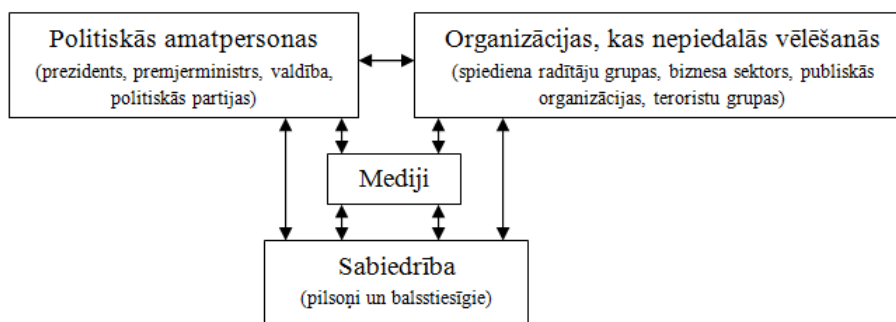 Politiskās amatpersonas
(prezidents, premjerministrs, valdība,
politiskās partijas)
Organizācijas, kas nepiedalās vēlēšanās
(spiediena radītāju grupas, biznesa sektors, publiskās
organizācijas, teroristu grupas)
Mediji
Sabiedrība
(pilsoņi un balsstiesīgie)